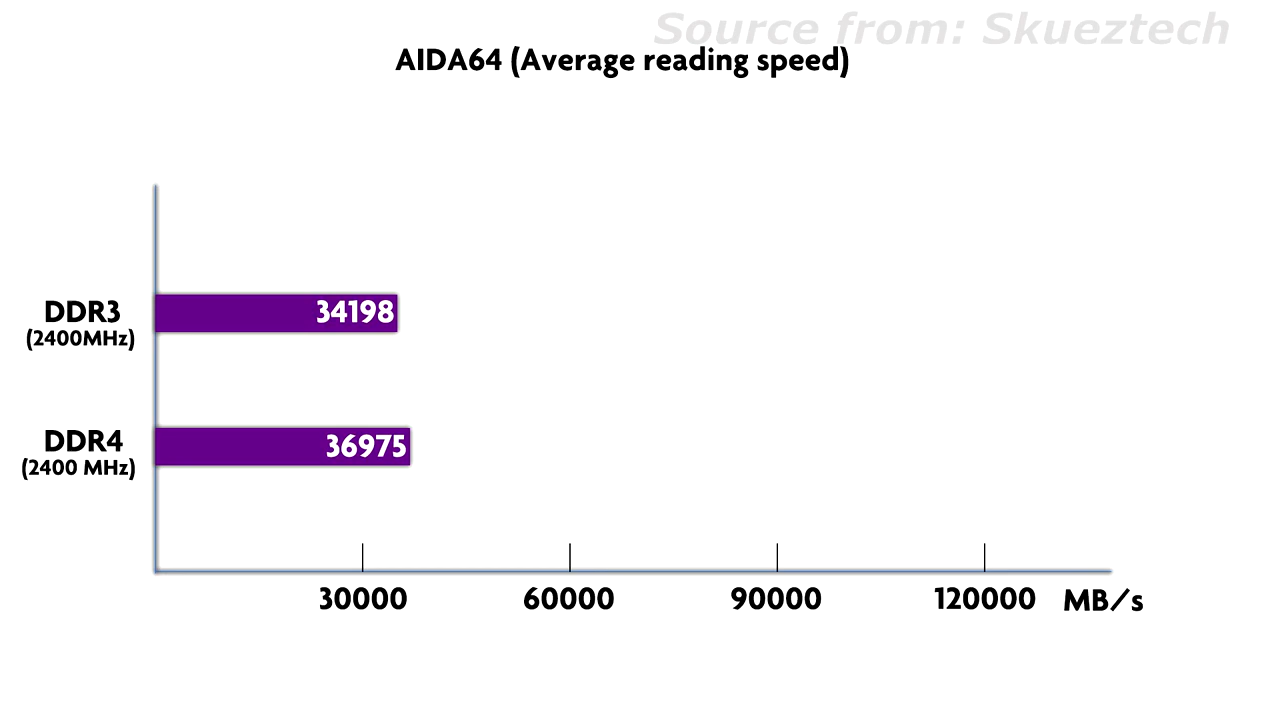 Source from: Skueztech
AIDA64 (Average reading speed)
DDR3
(2400MHz)
34198
DDR4
(2400 MHz)
36975
30000 60000 90000 120000 MB/s